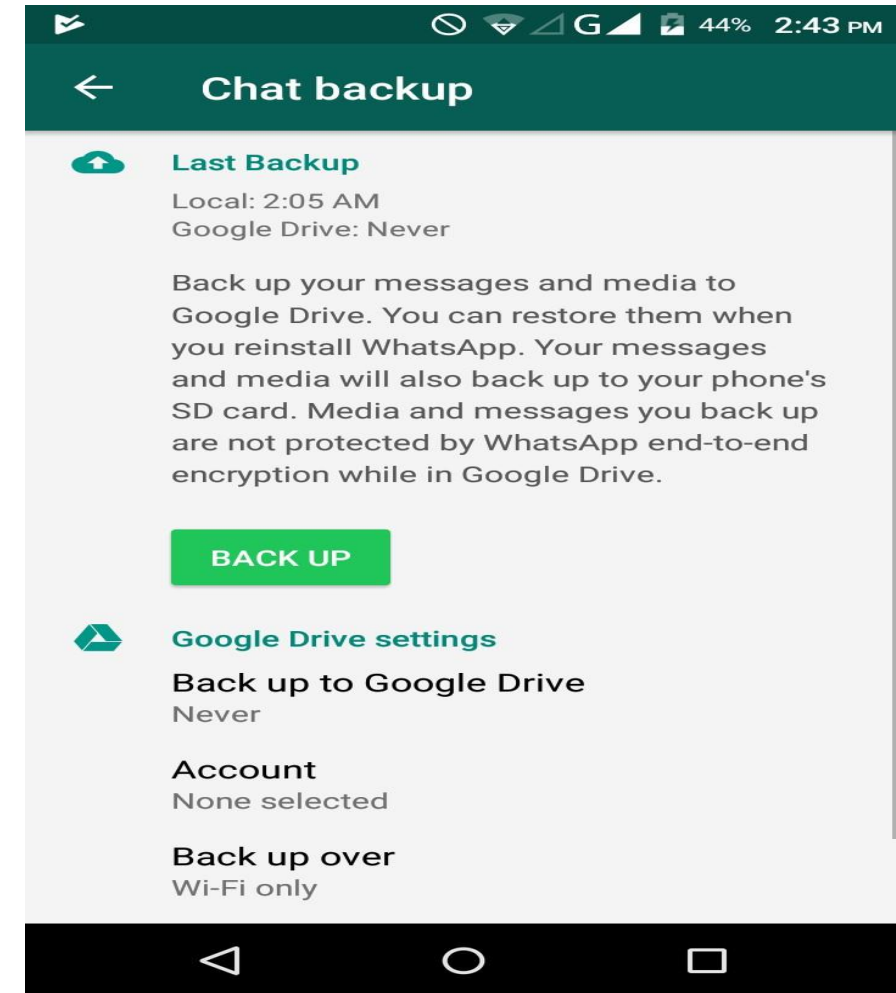 G 44% 2:43 PM
Chat backup
Last Backup
Local: 2:05 AM
Google Drive: Never
Back up your messages and media to
Google Drive. You can restore them when
you reinstall WhatsApp. Your messages
and media will also back up to your phone's
SD card. Media and messages you back up
are not protected by WhatsApp end-to-end
encryption while in Google Drive.
BACK UP
Google Drive settings
Back up to Google Drive
Never
Account
None selected
Back up over
Wi-Fi only